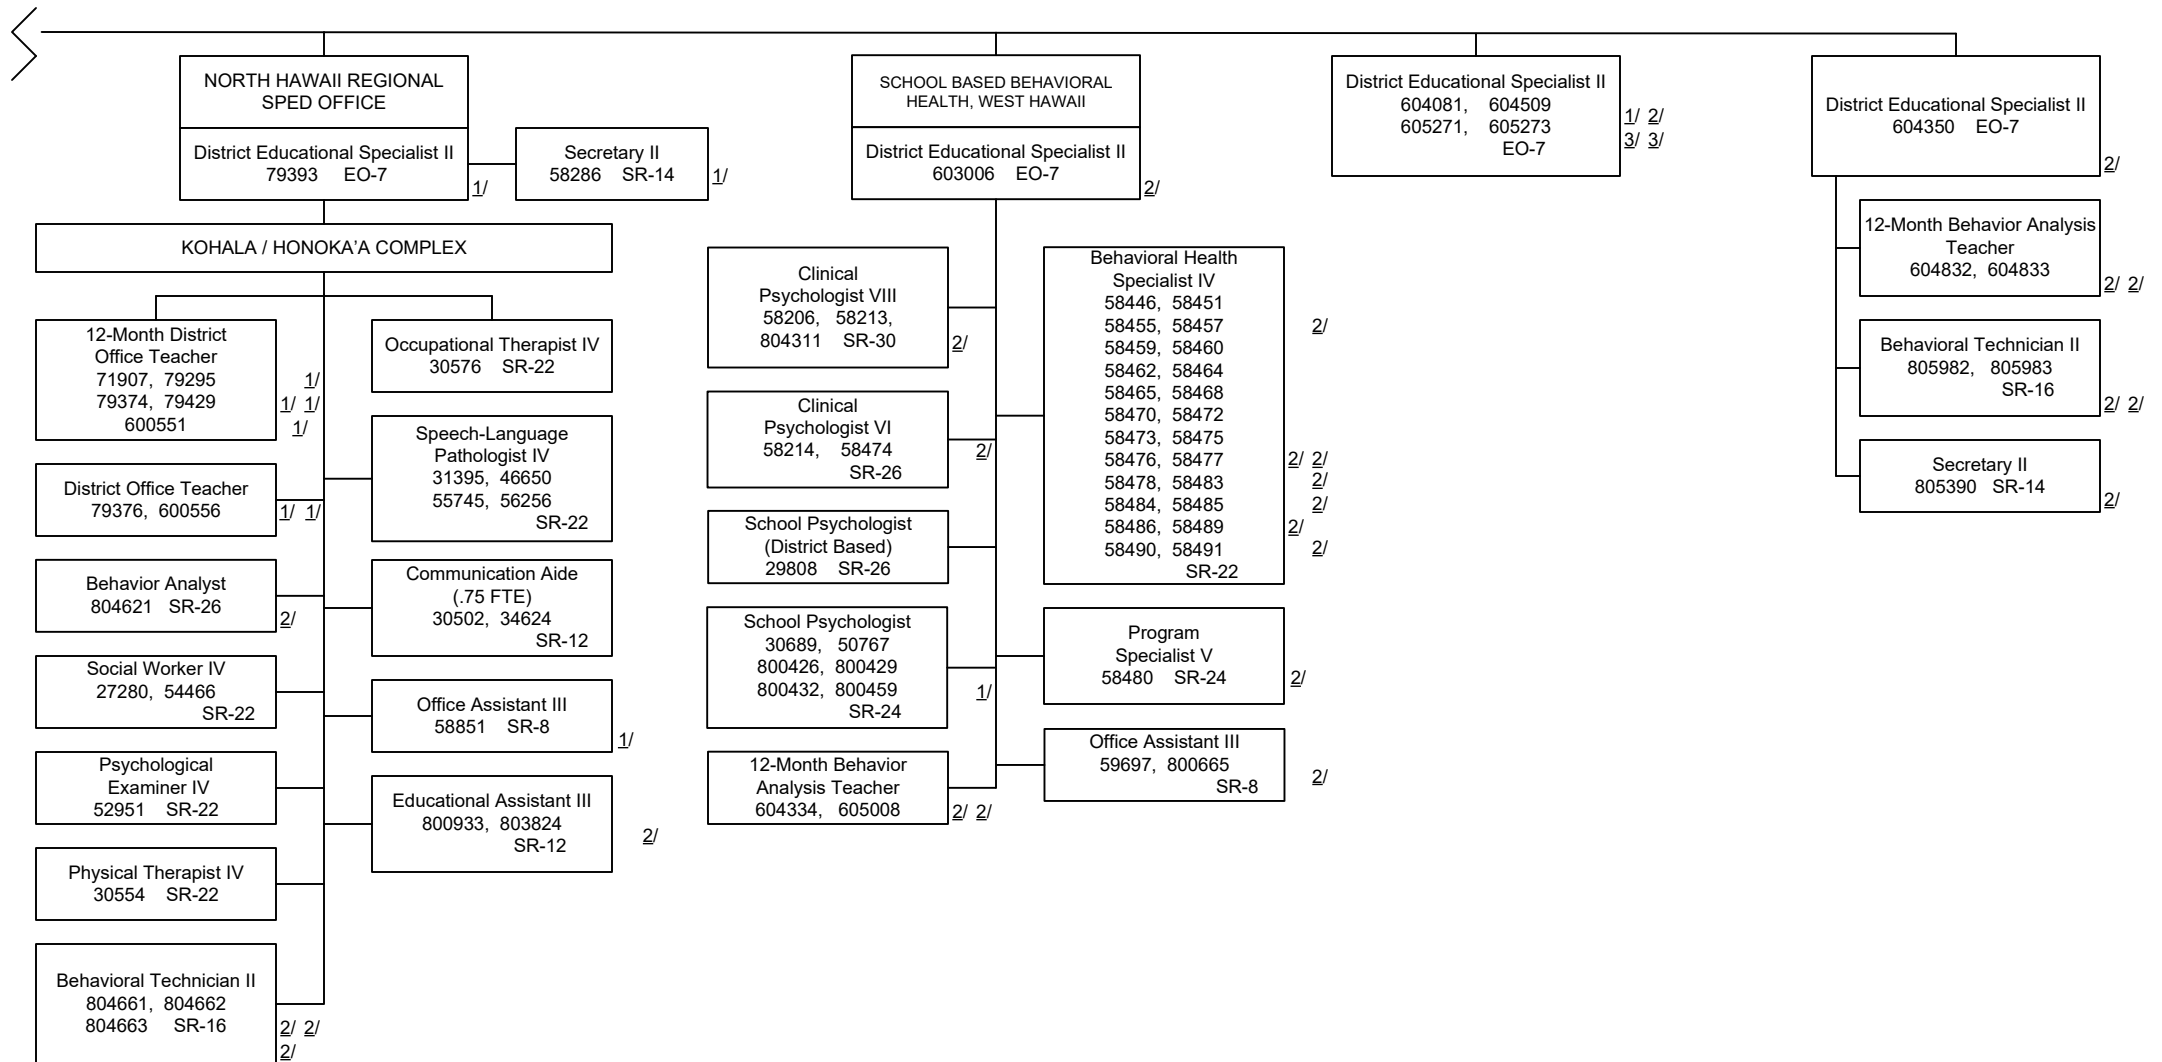 NORTH HAWAII REGIONAL
SPED OFFICE
District Educational Specialist II
79393 EO-7
1/
Secretary II
58286 SR-14
1/
KOHALA / HONOKA’A COMPLEX
12-Month District
Office Teacher
71907, 79295
1/
79374, 79429
1/ 1/
600551
1/
District Office Teacher
79376, 600556
1/ 1/
Behavior Analyst
804621 SR-26
2/
Social Worker IV
27280, 54466
SR-22
Psychological
Examiner IV
52951 SR-22
Physical Therapist IV
30554 SR-22
Behavioral Technician II
804661, 804662
804663 SR-16
2/ 2/
2/
Occupational Therapist IV
30576 SR-22
Speech-Language
Pathologist IV
31395, 46650
55745, 56256
SR-22
Communication Aide
(.75 FTE)
30502, 34624
SR-12
Office Assistant III
58851 SR-8
1/
Educational Assistant III
800933, 803824
2/
SR-12
SCHOOL BASED BEHAVIORAL
HEALTH, WEST HAWAII
District Educational Specialist II
603006 EO-7
2/
Clinical
Psychologist VIII
58206, 58213,
804311 SR-30
2/
Clinical
Psychologist VI
58214, 58474
2/
SR-26
School Psychologist
(District Based)
29808 SR-26
School Psychologist
30689, 50767
800426, 800429
800432, 800459
1/
SR-24
12-Month Behavior
Analysis Teacher
604334, 605008
2/ 2/
Behavioral Health
Specialist IV
58446, 58451
58455, 58457
2/
58459, 58460
58462, 58464
58465, 58468
58470, 58472
58473, 58475
58476, 58477
2/ 2/
58478, 58483
2/
58484, 58485
2/
58486, 58489
2/
58490, 58491
2/
SR-22
Program
Specialist V
58480 SR-24
2/
Office Assistant III
59697, 800665
2/
SR-8
District Educational Specialist II
604081, 604509
1/ 2/
605271, 605273
3/ 3/
EO-7
District Educational Specialist II
604350 EO-7
2/
12-Month Behavior Analysis
Teacher
604832, 604833
2/ 2/
Behavioral Technician II
805982, 805983
SR-16
2/ 2/
Secretary II
805390 SR-14
2/